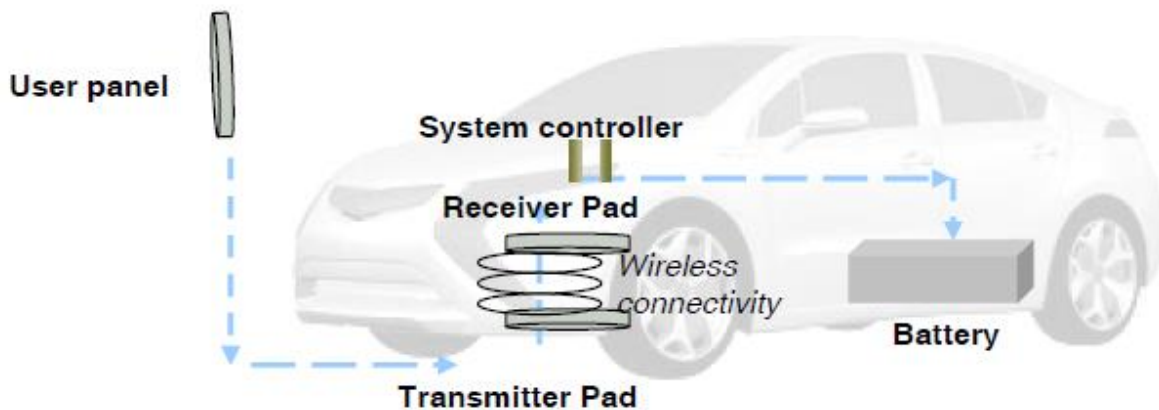 User panel
System controller
Receiver Pad
Wireless
connectivity
Battery
Transmitter Pad